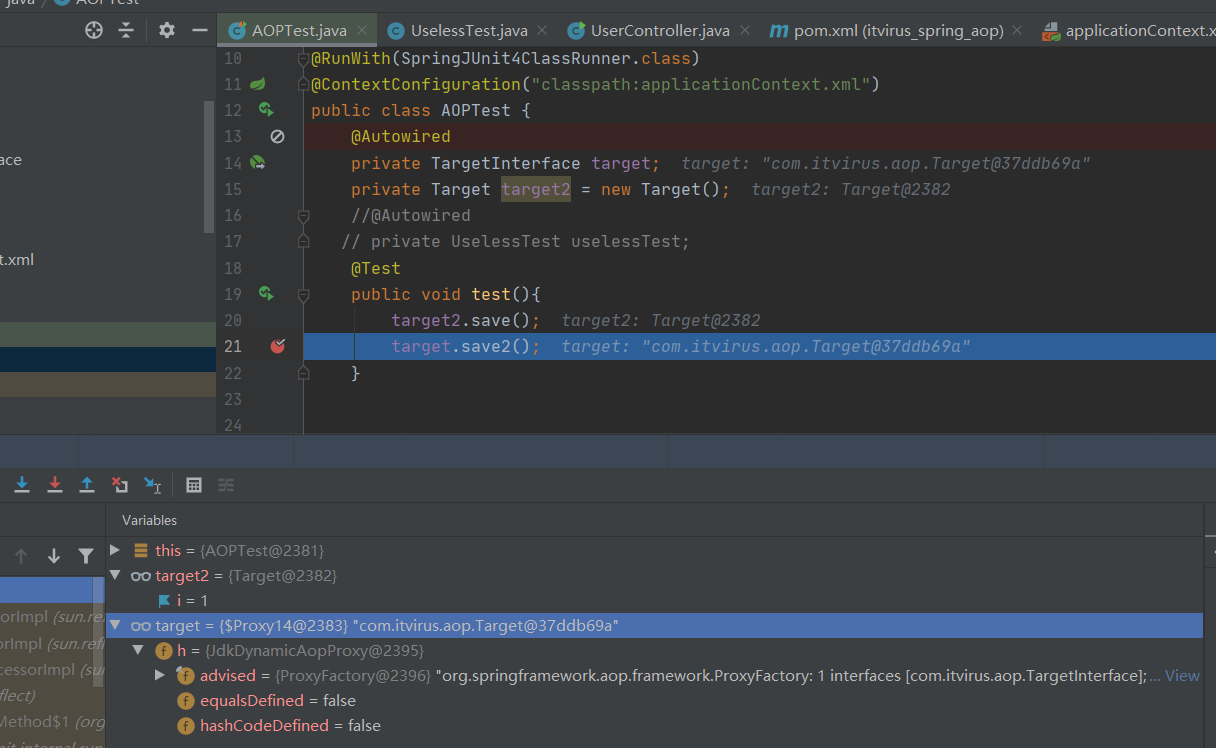 java
AOPTest
AOPTest.java
UselessTest.java
UserController.java
pom.xml (itvirus_spring_aop)
applicationContext.x
ace
t.xml
10 @RunWith(SpringJUnit4ClassRunner.class)
11 @ContextConfiguration("classpath:applicationContext.xml")
12 public class AOPTest {
13 @Autowired
14 private TargetInterface target; target: "com.itvirus.aop.Target@37ddb69a"
15 private Target target2 = new Target(); target2: Target@2382
16 //@Autowired
17 // private UselessTest uselessTest;
18 @Test
19 public void test(){
20 target2.save(); target2: Target@2382
21 target.save2(); target: "com.itvirus.aop.Target@37ddb69a"
22 }
23
24
Variables
this = {AOPTest@2381}
target2 = {Target@2382}
i = 1
target = {$Proxy14@2383} "com.itvirus.aop.Target@37ddb69a"
h = {JdkDynamicAopProxy@2395}
advised = {ProxyFactory@2396} "org.springframework.aop.framework.ProxyFactory: 1 interfaces [com.itvirus.aop.TargetInterface];... View
equalsDefined = false
hashCodeDefined = false
orImpl (sun.re
orImpl (sun.refl
cessorImpl (sun
flect)
Method$1 (org